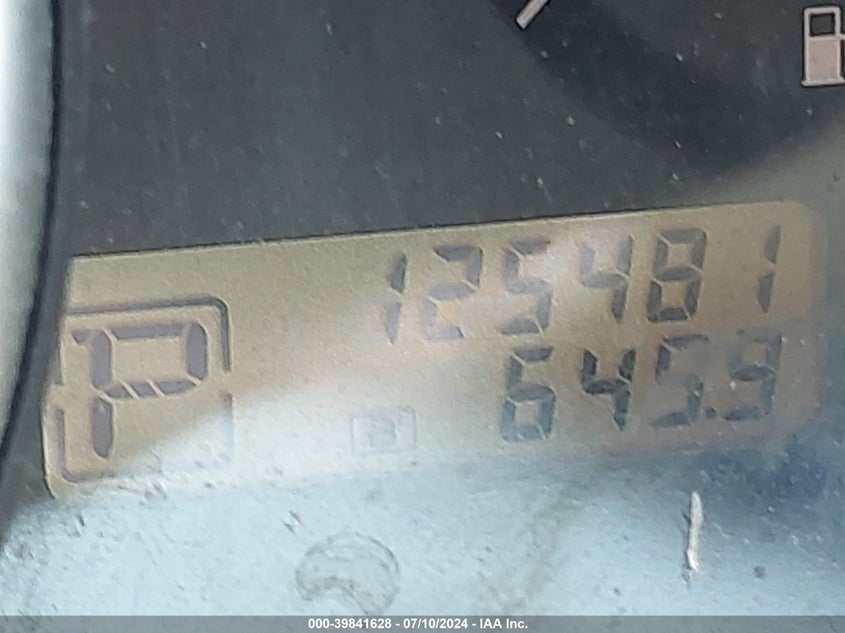 125481
P
645.9
B
000-39841628 - 07/10/2024 - IAA Inc.